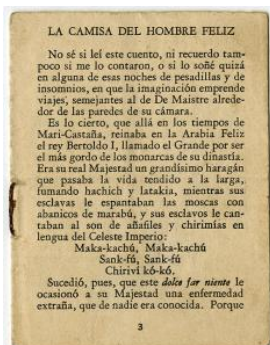 LA CAMISA DEL HOMBRE FELIZ
No sé si leí este cuento, ni recuerdo tam-
poco si me lo contaron, o si lo soñé quizá
en alguna de esas noches de pesadillas y de
insomnios, en que la imaginación emprende
viajes, semejantes al de De Maistre alrede-
dor de las paredes de su cámara.
Es lo cierto, que allá en los tiempos de
Mari-Castaña, reinaba en la Arabia Feliz
el rey Bertoldo I, llamado el Grande por ser
el más gordo de los monarcas de su dinastía.
Era su real Majestad un grandísimo haragán
que pasaba la vida tendido a la larga,
fumando hachich y latakia, mientras sus
esclavas le espantaban las moscas con
abanicos de marabú, y sus esclavos le can-
taban al son de añafiles y chirimías en
lengua del Celeste Imperio:
Maka-kachú, Maka-kachú
Sank-fú, Sank-fú
Chiriví kó-kó.
Sucedió, pues, que este dolce far niente le
ocasionó a su Majestad una enfermedad
extraña, que de nadie era conocida. Porque
3